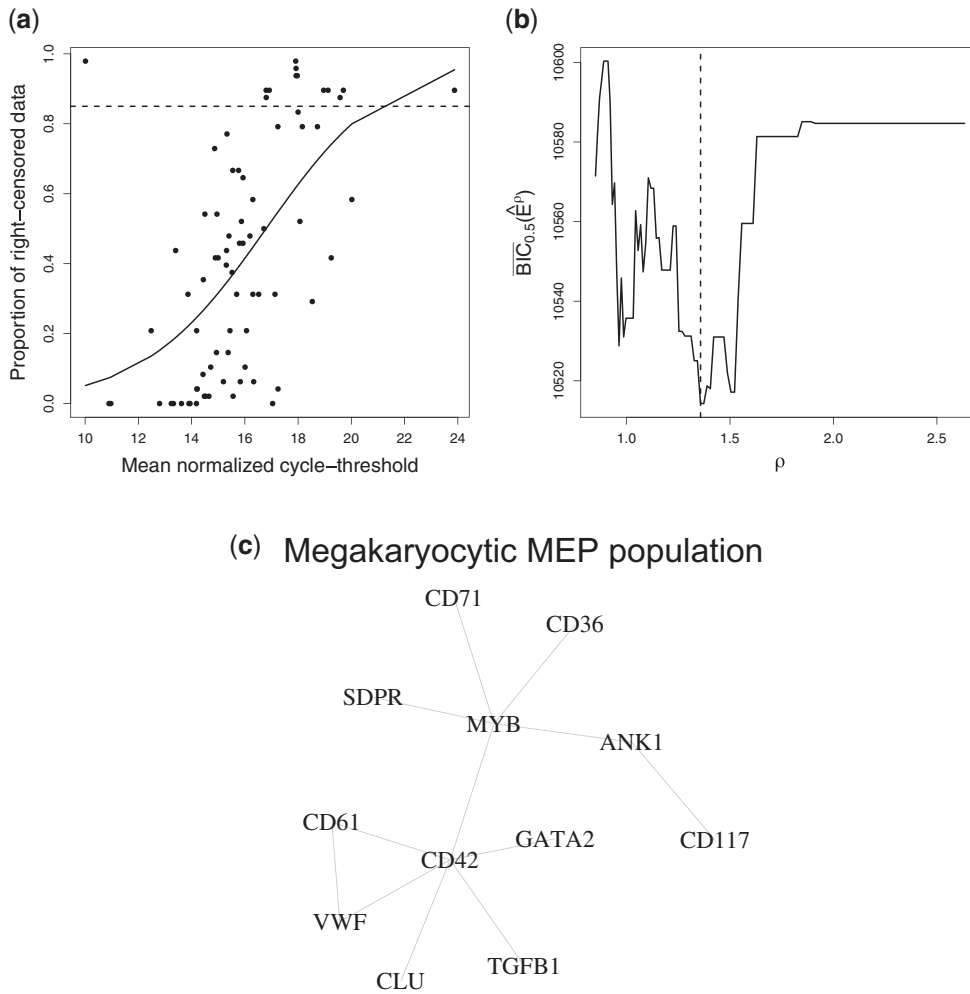 (a)
Proportion of right−censored data
1.0
0.8
0.6
0.4
0.2
0.0
10 12 14 16 18 20 22 24
Mean normalized cycle−threshold
(b)
BIC0.5(Ê^ρ)
10600
10580
10560
10540
10520
1.0 1.5 2.0 2.5
ρ
(c) Megakaryocytic MEP population
CD71
CD36
SDPR
MYB
ANK1
CD61
GATA2
CD117
CD42
VWF
TGFB1
CLU